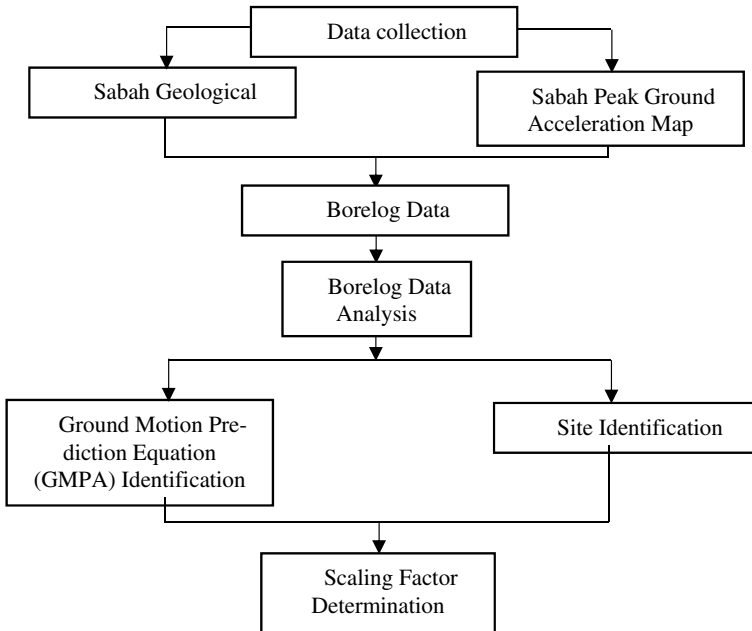 Data collection
Sabah Geological
Sabah Peak Ground
Acceleration Map
Borelog Data
Borelog Data
Analysis
Ground Motion Pre-
diction Equation
(GMPA) Identification
Site Identification
Scaling Factor
Determination